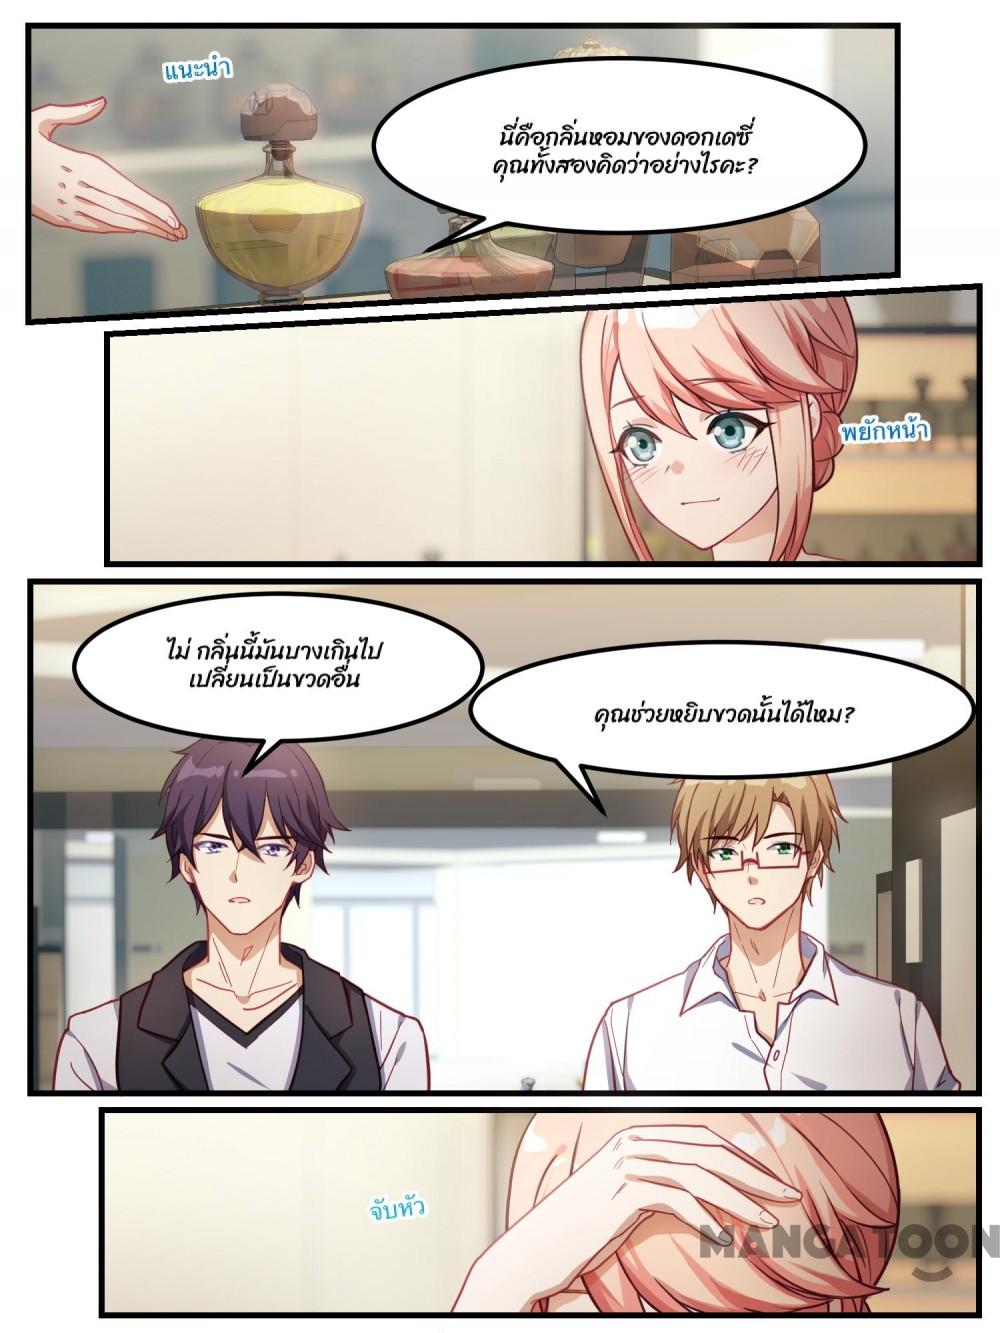 แนะนำ
นี่คือกลิ่นหอมของดอกเดซี่
คุณทั้งสองคิดว่าอย่างไรคะ?
พยักหน้า
ไม่ กลิ่นนี้มันบางเกินไป
เปลี่ยนเป็นขวดอื่น
คุณช่วยหยิบขวดนั้นได้ไหม?
จับหัว
MANGATOON